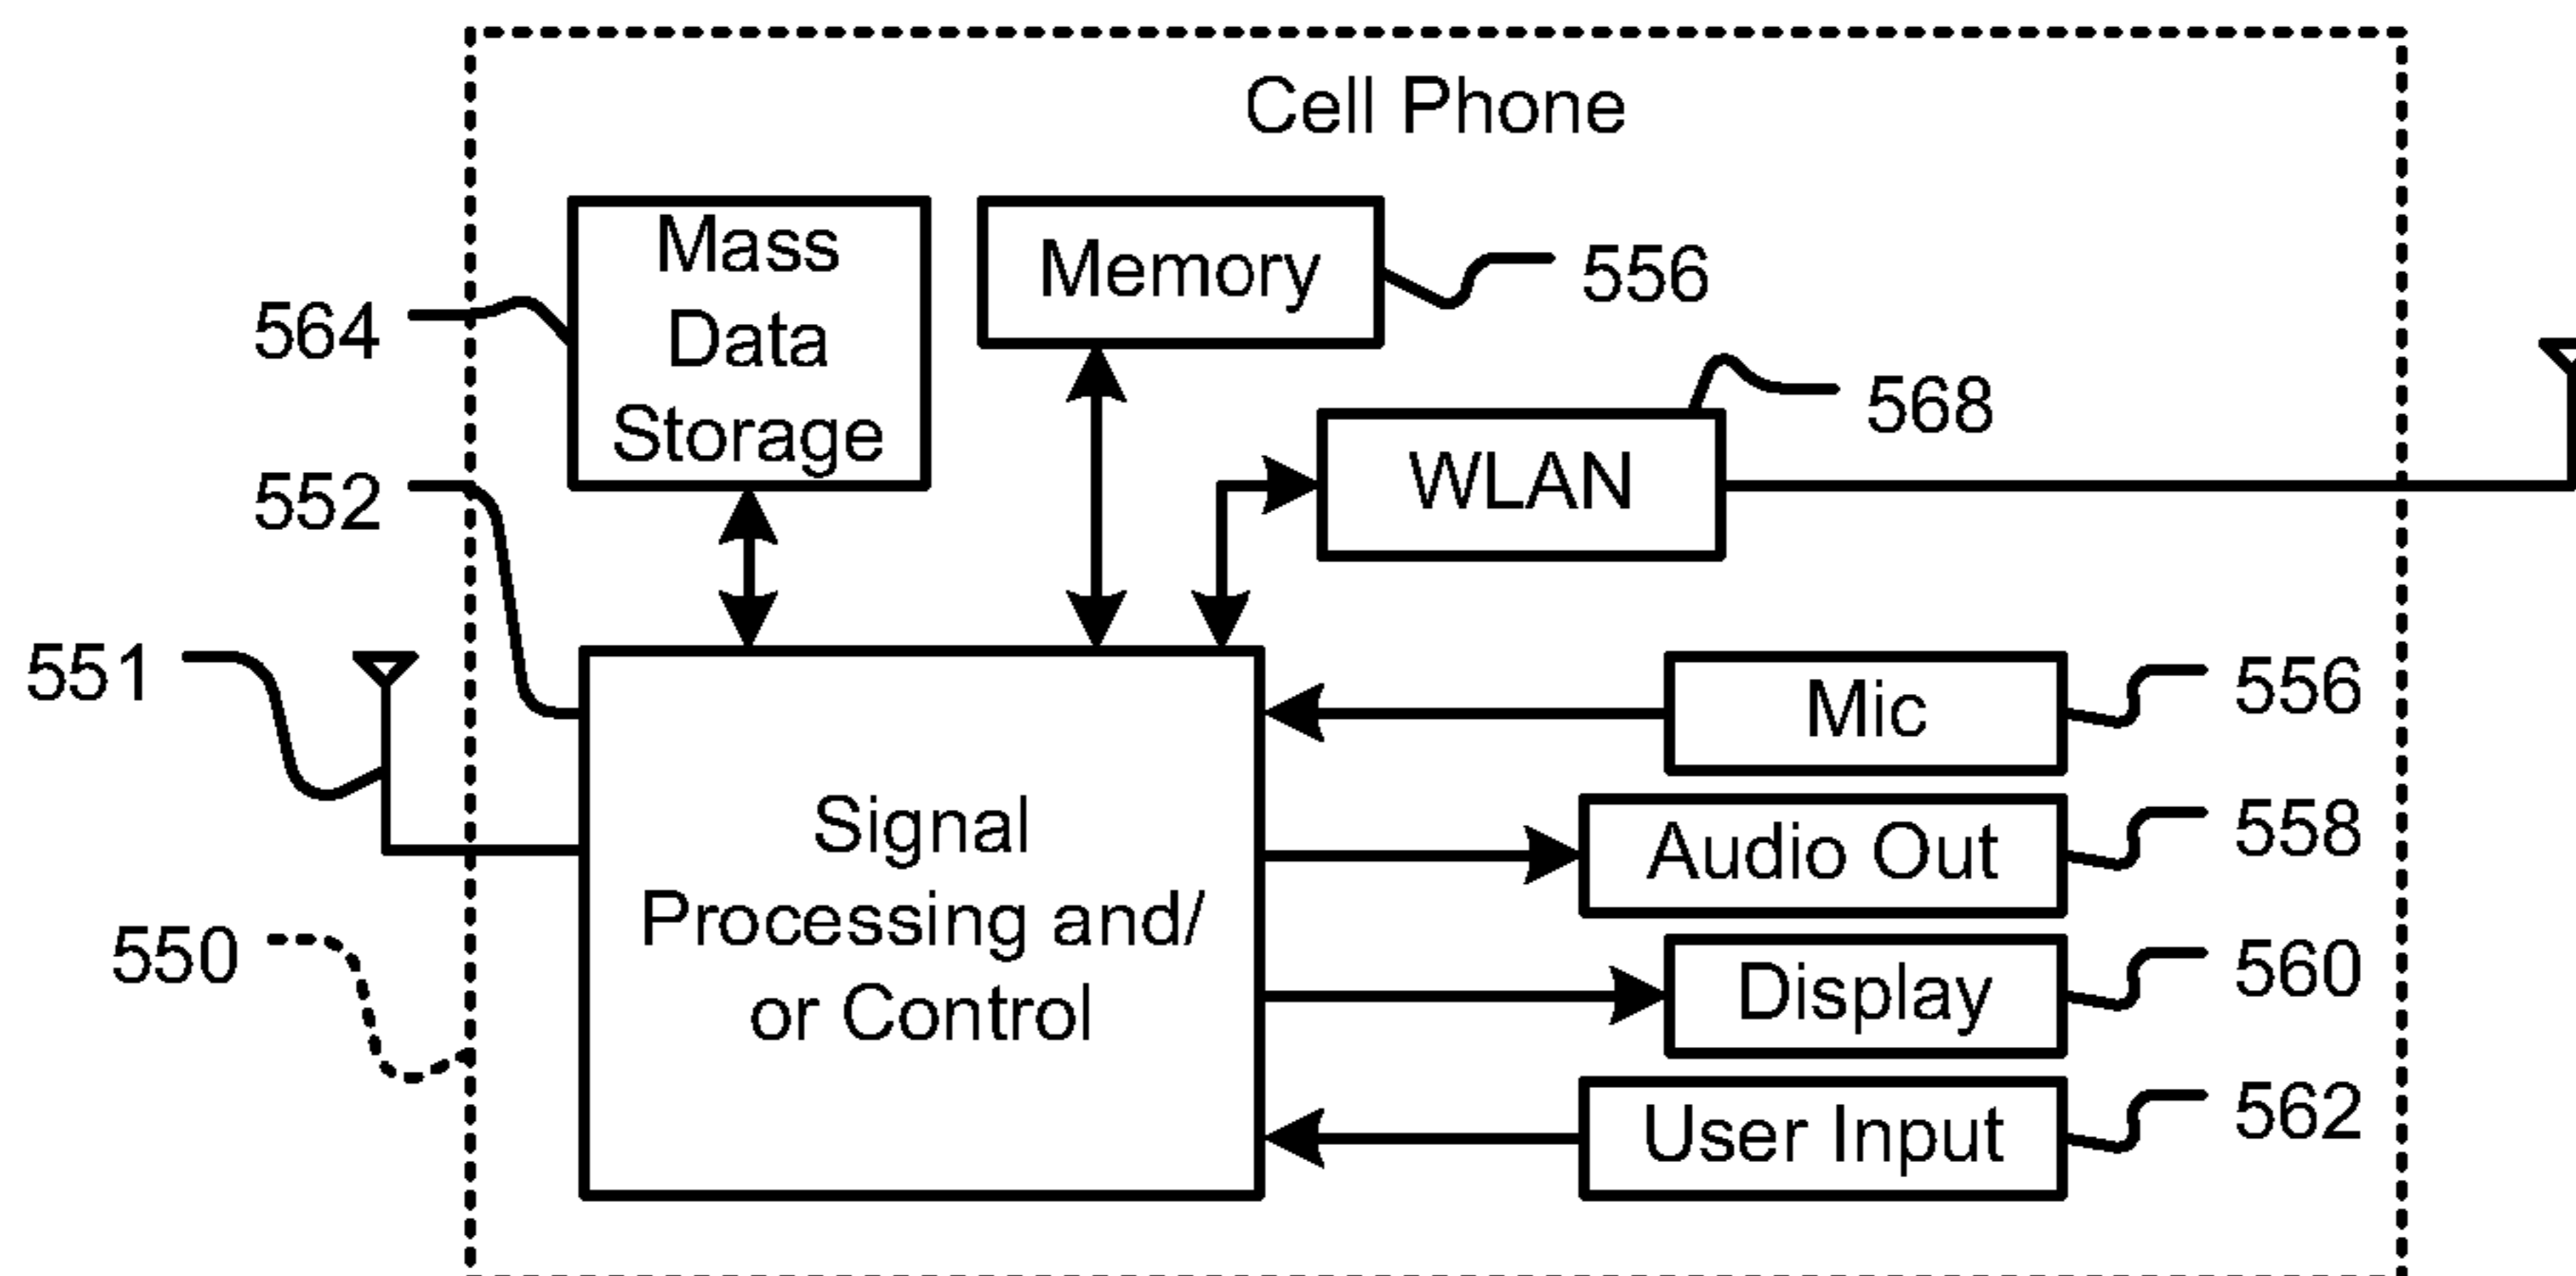 Cell Phone
Mass
Data
Storage
Memory
556
564
WLAN
568
552
551
Mic
556
Signal
Processing and/
or Control
Audio Out
558
550
Display
560
User Input
562